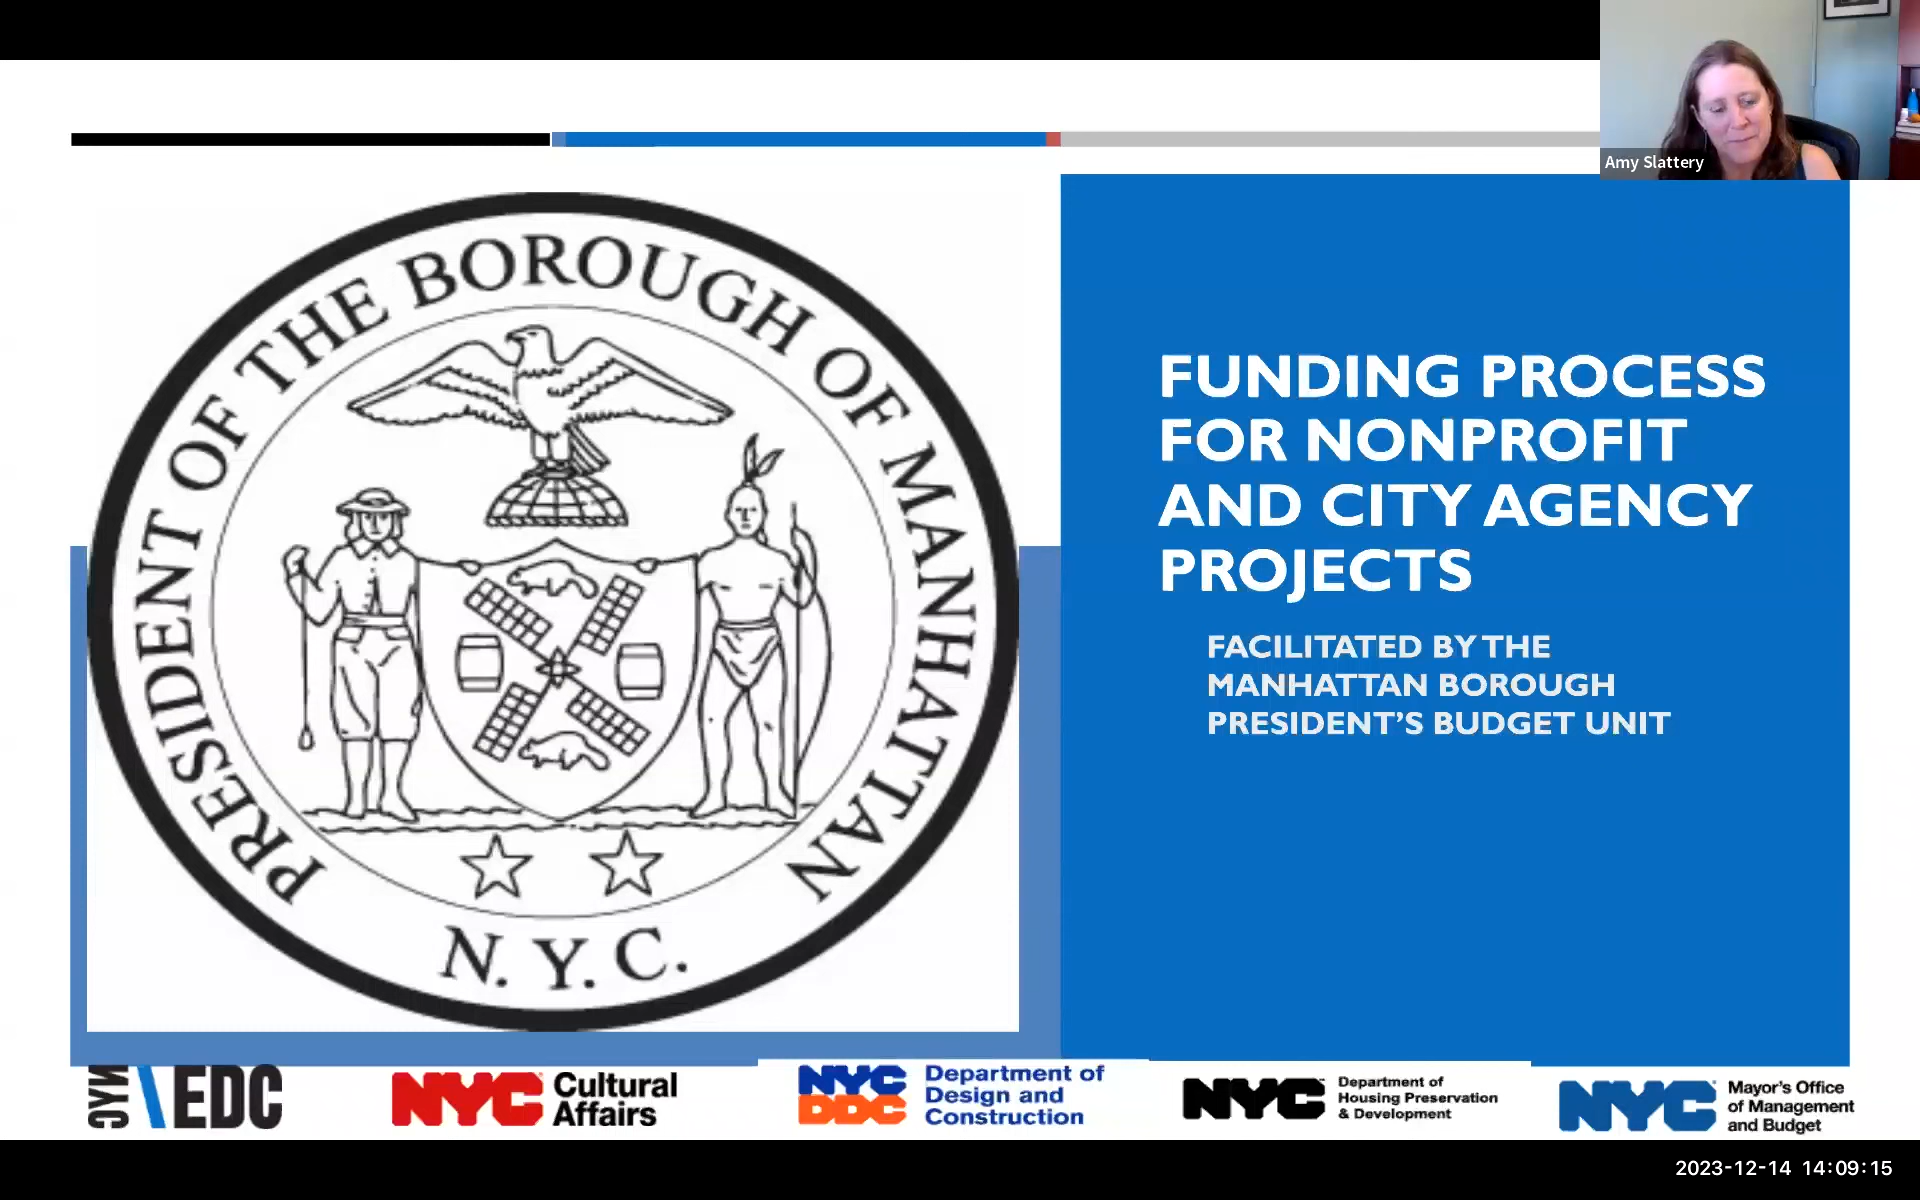 Amy Slattery
PRESIDENT OF THE BOROUGH OF MANHATTAN
N.Y.C.
FUNDING PROCESS
FOR NONPROFIT
AND CITY AGENCY
PROJECTS
FACILITATED BY THE
MANHATTAN BOROUGH
PRESIDENT’S BUDGET UNIT
NYC EDC
NYC Cultural
Affairs
NYC
DDC
Department of
Design and
Construction
NYC
Department of
Housing Preservation
& Development
NYC
Mayor’s Office
of Management
and Budget
2023-12-14 14:09:15